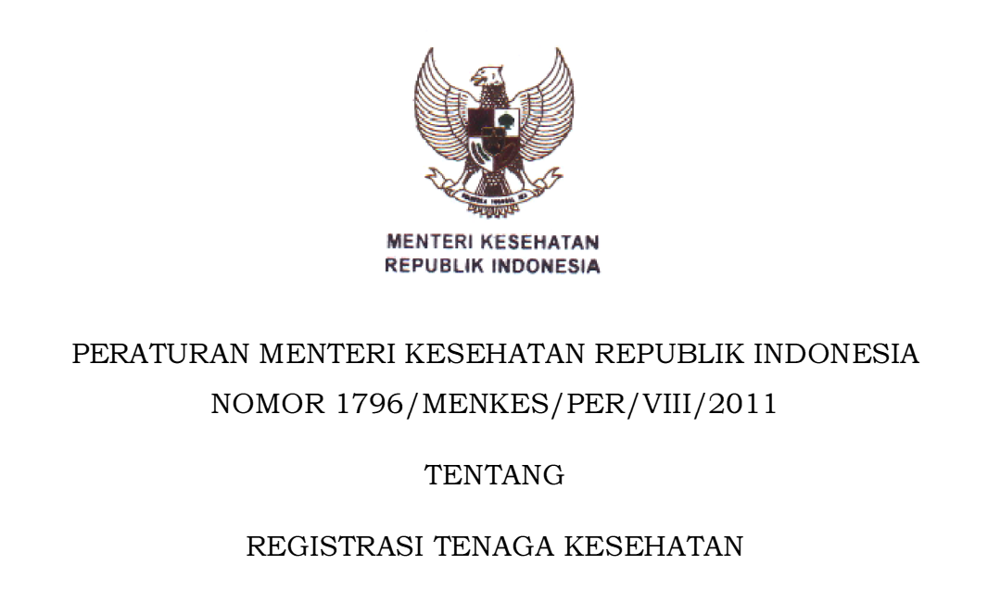 MENTERI KESEHATAN
REPUBLIK INDONESIA
PERATURAN MENTERI KESEHATAN REPUBLIK INDONESIA
NOMOR 1796/MENKES/PER/VIII/2011
TENTANG
REGISTRASI TENAGA KESEHATAN